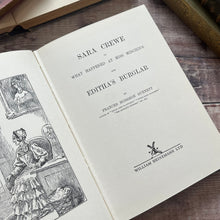 SARA CREWE
OR
WHAT HAPPENED AT MISS MINCHIN'S
AND
EDITHA'S BURGLAR
BY
FRANCES HODGSON BURNETT
WILLIAM HEINEMANN LTD